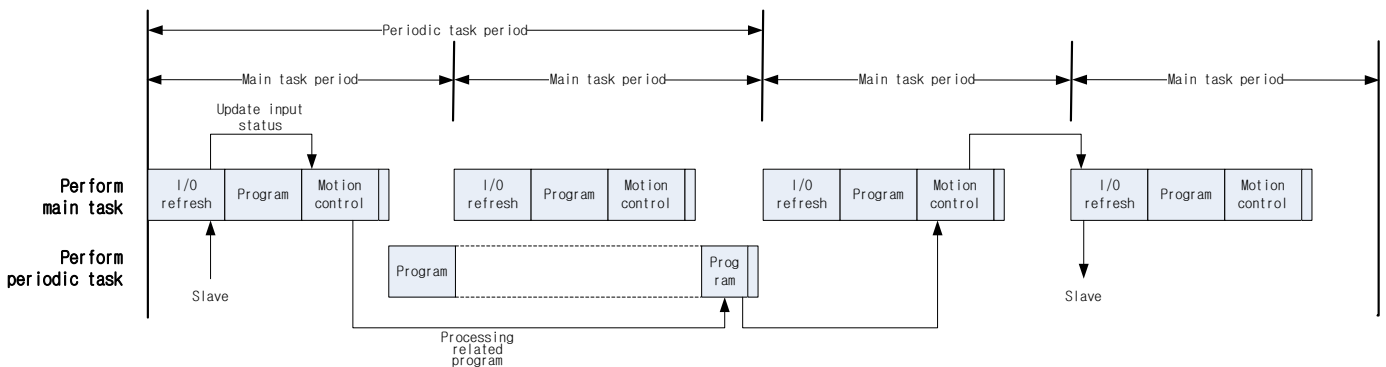 Periodic task period
Main task period
Main task period
Main task period
Main task period
Update input
status
Perform
main task
I/O
refresh
Program
Motion
control
I/O
refresh
Program
Motion
control
I/O
refresh
Program
Motion
control
I/O
refresh
Program
Motion
control
Perform
periodic task
Program
Prog
ram
Slave
Slave
Processing
related
program